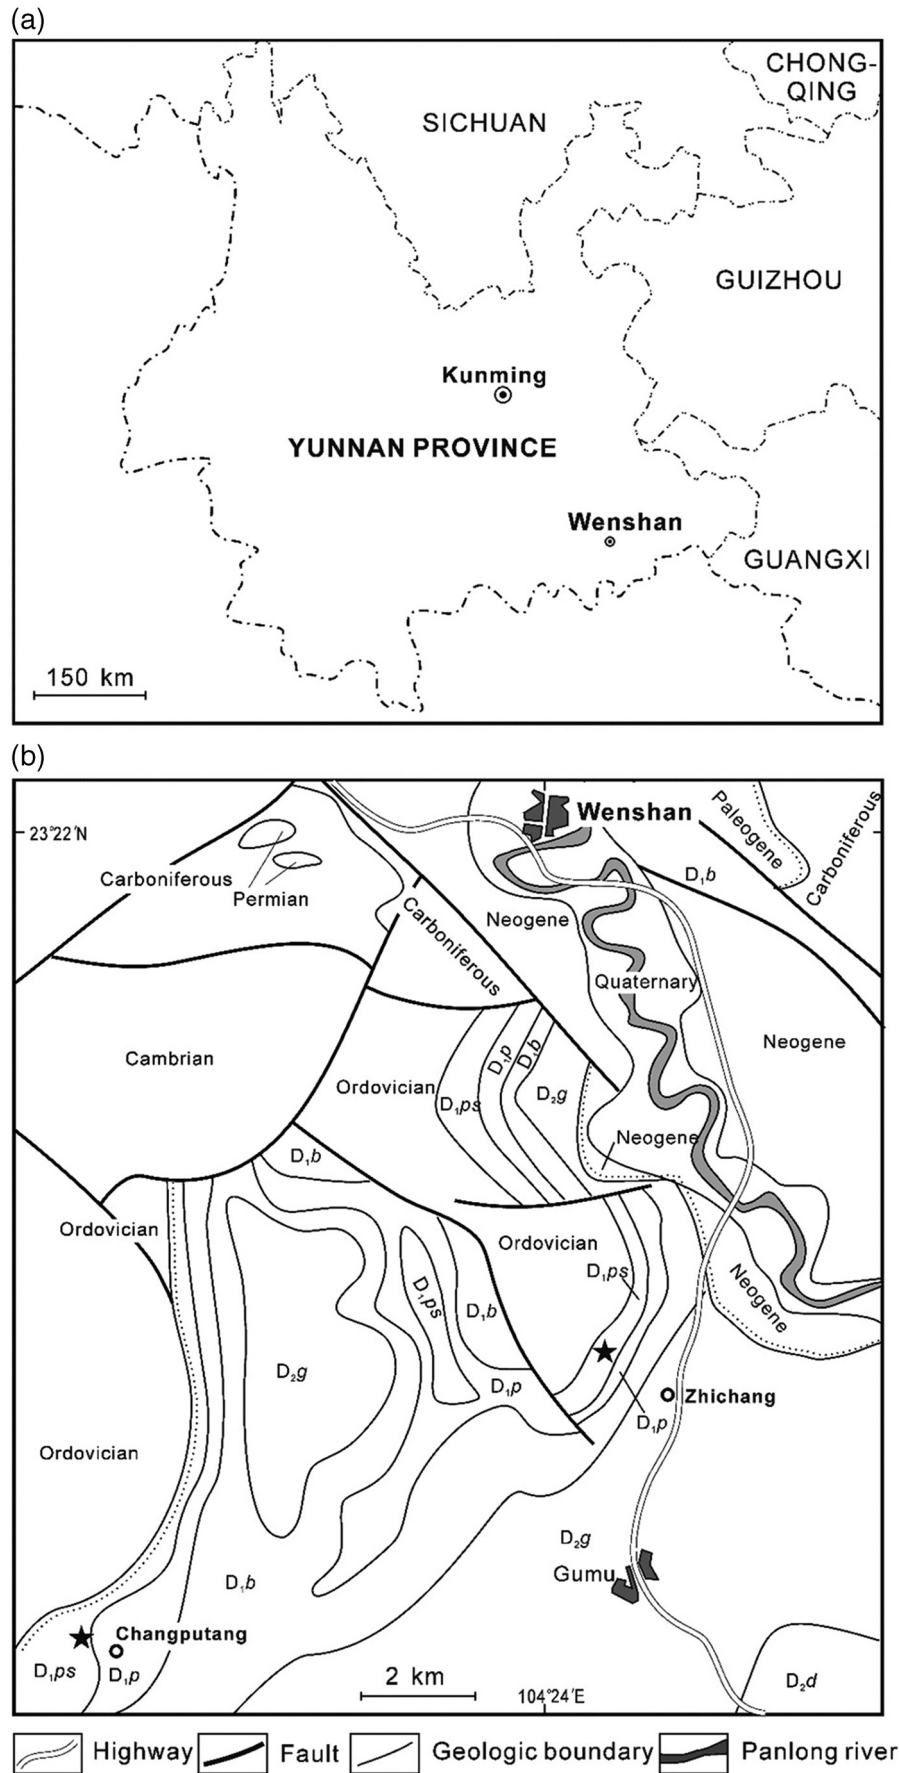 (a)
CHONG-
QING
SICHUAN
GUIZHOU
Kunming
YUNNAN PROVINCE
Wenshan
GUANGXI
150 km
(b)
23°22′N
Wenshan
Paleogene
Carboniferous
Carboniferous
Permian
D₁b
Carboniferous
Neogene
Quaternary
Neogene
Cambrian
Ordovician
D₁ps
D₁p
D₁b
D₂g
Neogene
D₁b
Ordovician
Ordovician
D₁ps
Neogene
D₁ps
D₁b
D₂g
D₁p
Zhichang
D₁p
Ordovician
D₂g
Gumu
D₁b
Changputang
D₁ps
D₁p
2 km
104°24′E
D₂d
Highway
Fault
Geologic boundary
Panlong river